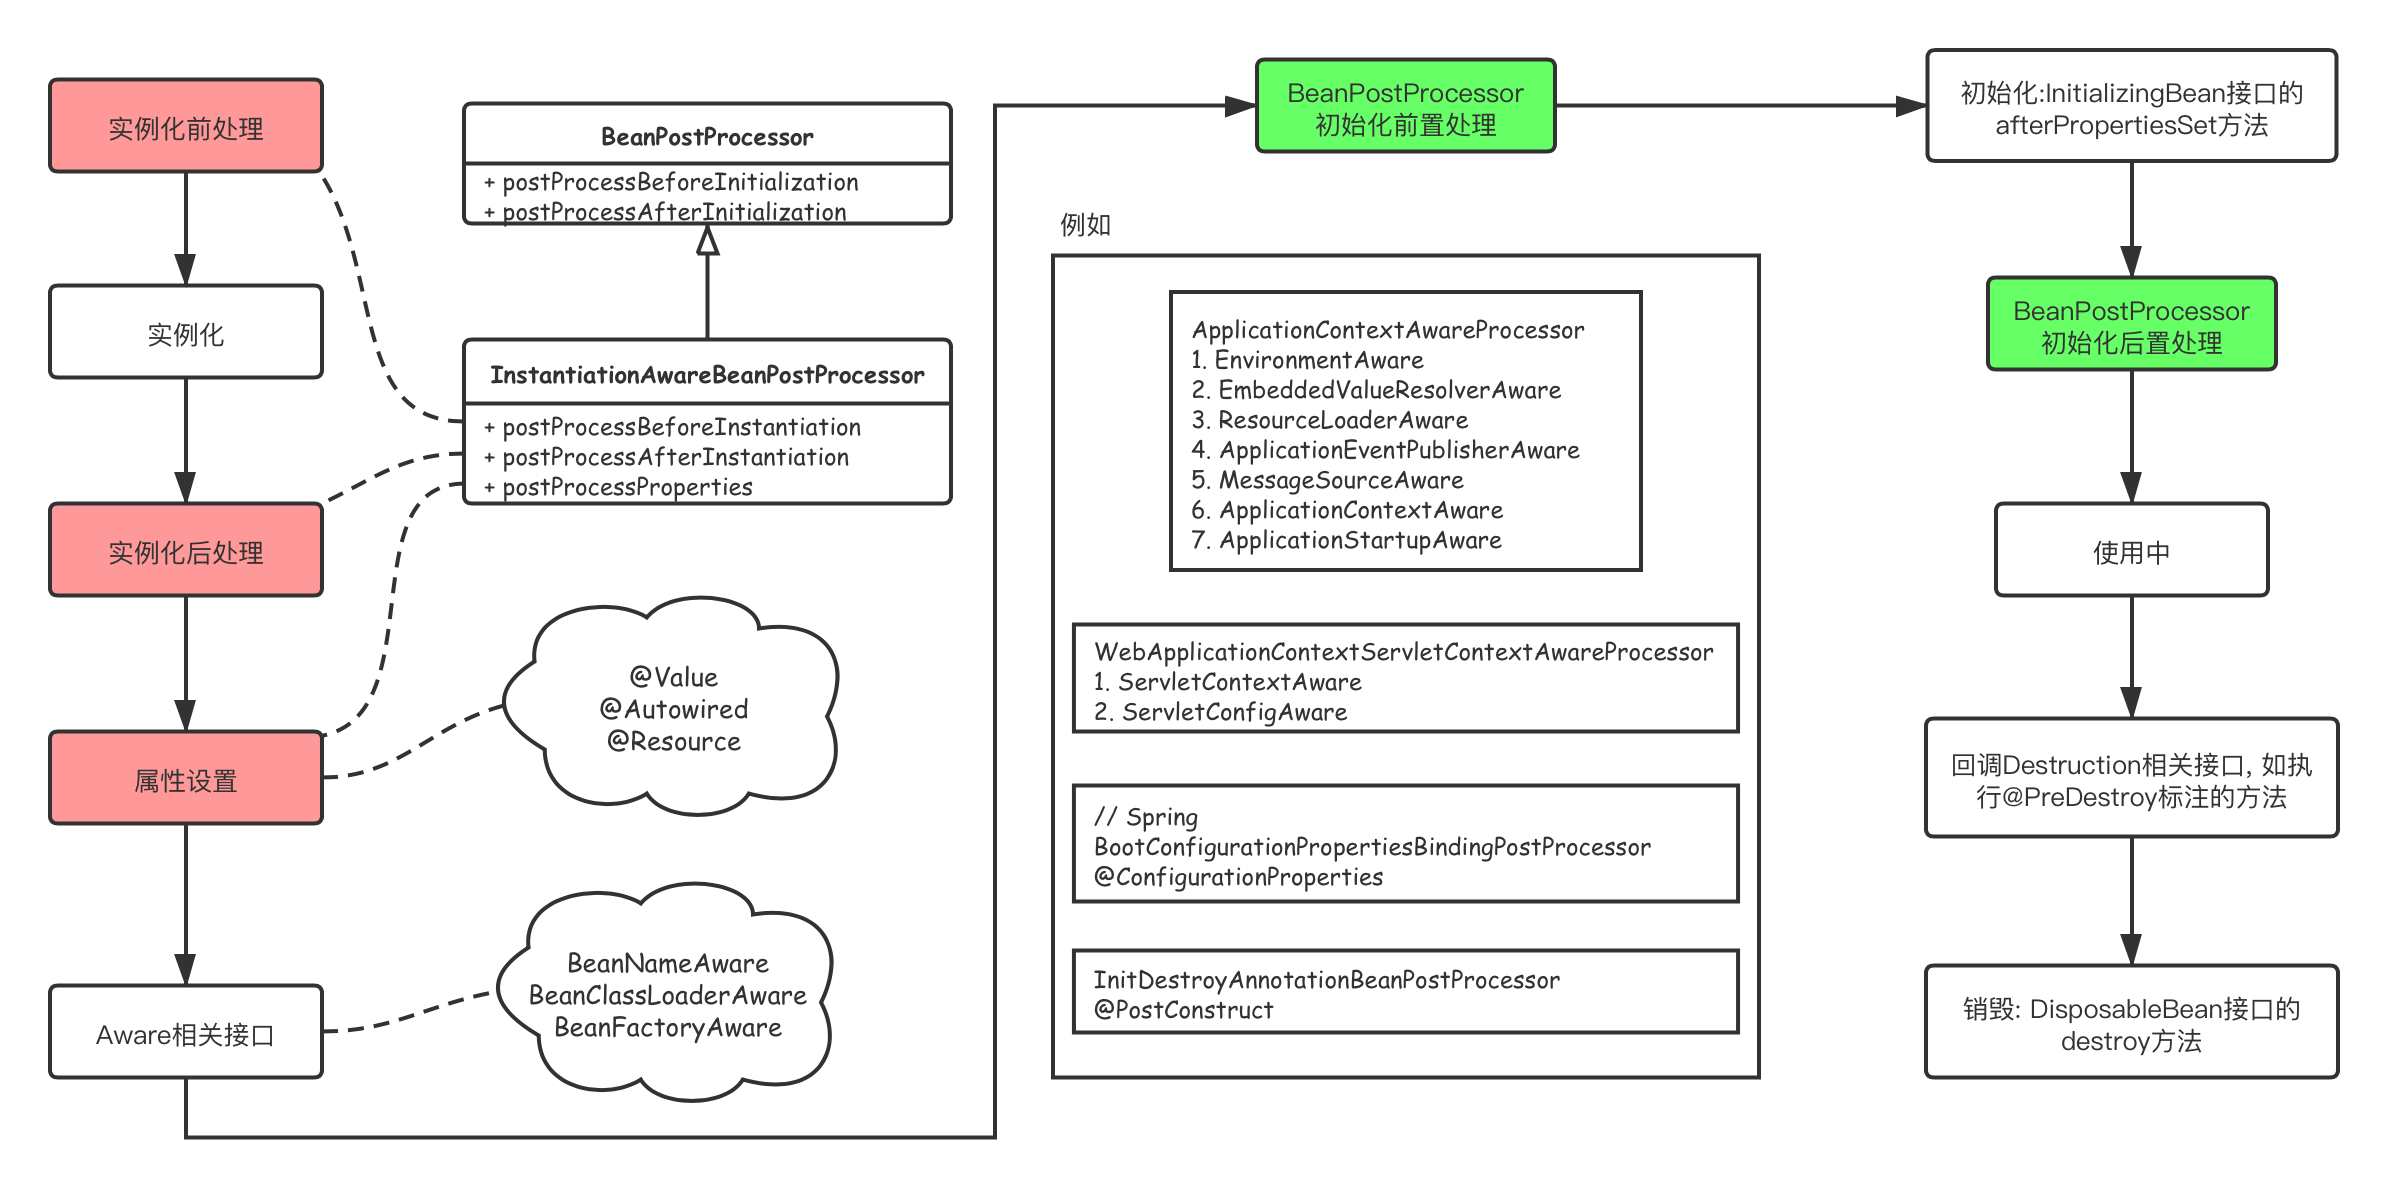 实例化前处理
实例化
实例化后处理
属性设置
Aware相关接口
BeanPostProcessor
+ postProcessBeforeInitialization
+ postProcessAfterInitialization
InstantiationAwareBeanPostProcessor
+ postProcessBeforeInstantiation
+ postProcessAfterInstantiation
+ postProcessProperties
@Value
@Autowired
@Resource
BeanNameAware
BeanClassLoaderAware
BeanFactoryAware
BeanPostProcessor
初始化前置处理
例如
ApplicationContextAwareProcessor
1. EnvironmentAware
2. EmbeddedValueResolverAware
3. ResourceLoaderAware
4. ApplicationEventPublisherAware
5. MessageSourceAware
6. ApplicationContextAware
7. ApplicationStartupAware
WebApplicationContextServletContextAwareProcessor
1. ServletContextAware
2. ServletConfigAware
// Spring
BootConfigurationPropertiesBindingPostProcessor
@ConfigurationProperties
InitDestroyAnnotationBeanPostProcessor
@PostConstruct
初始化:InitializingBean接口的
afterPropertiesSet方法
BeanPostProcessor
初始化后置处理
使用中
回调Destruction相关接口, 如执
行@PreDestroy标注的方法
销毁: DisposableBean接口的
destroy方法